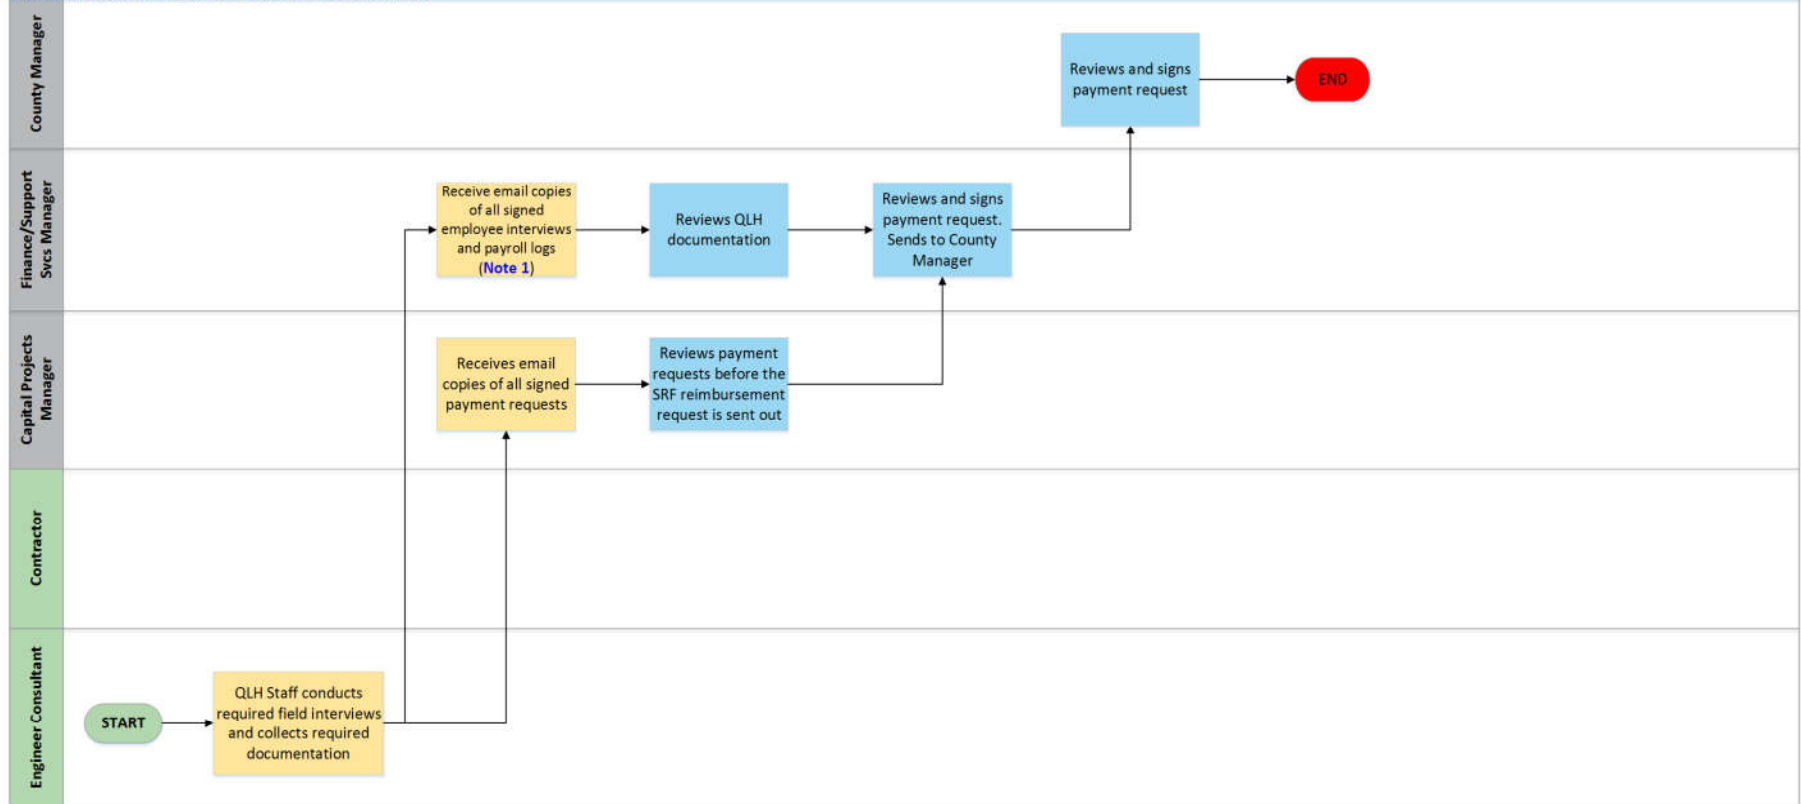 County Manager
Reviews and signs
payment request
END
Finance/Support
Svcs Manager
Receive email copies
of all signed
employee interviews
and payroll logs
(Note 1)
Reviews QLH
documentation
Reviews and signs
payment request.
Sends to County
Manager
Capital Projects
Manager
Receives email
copies of all signed
payment requests
Reviews payment
requests before the
SRF reimbursement
request is sent out
Contractor
Engineer Consultant
START
QLH Staff conducts
required field interviews
and collects required
documentation